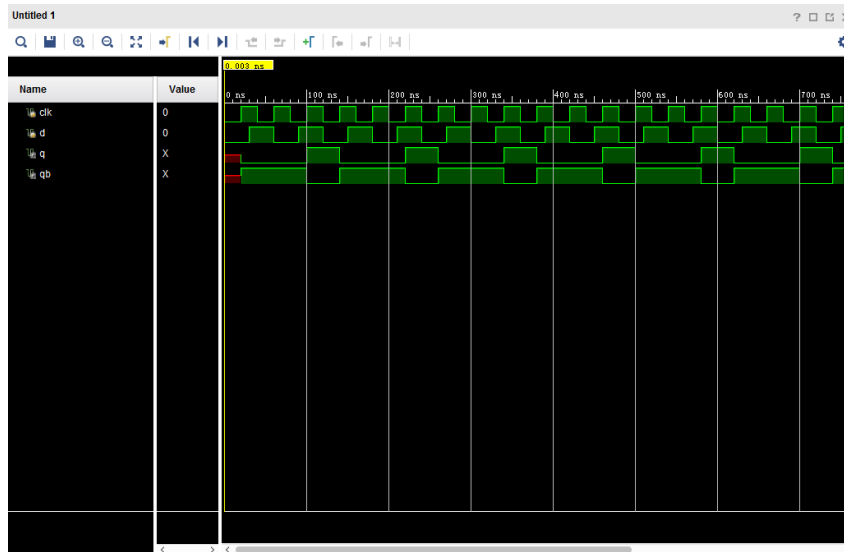 Untitled 1
0.003 ns
Name Value
0 ns 100 ns 200 ns 300 ns 400 ns 500 ns 600 ns 700 ns
clk 0
d 0
q X
qb X